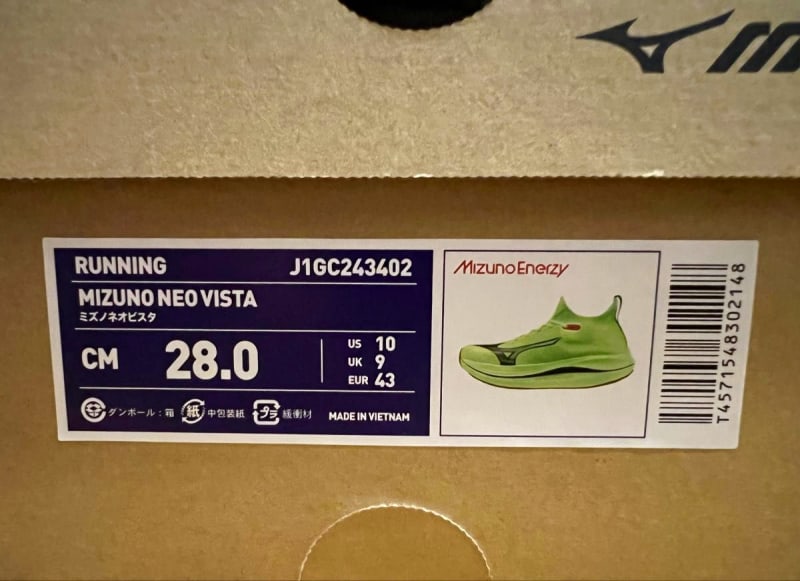 RUNNING J1GC243402
MIZUNO NEO VISTA
ミズノネオビスタ
CM 28.0
US 10
UK 9
EUR 43
ダンボール：箱 紙 中包装紙 プラ 緩衝材 MADE IN VIETNAM
Mizuno Enerzy
T4571548302148